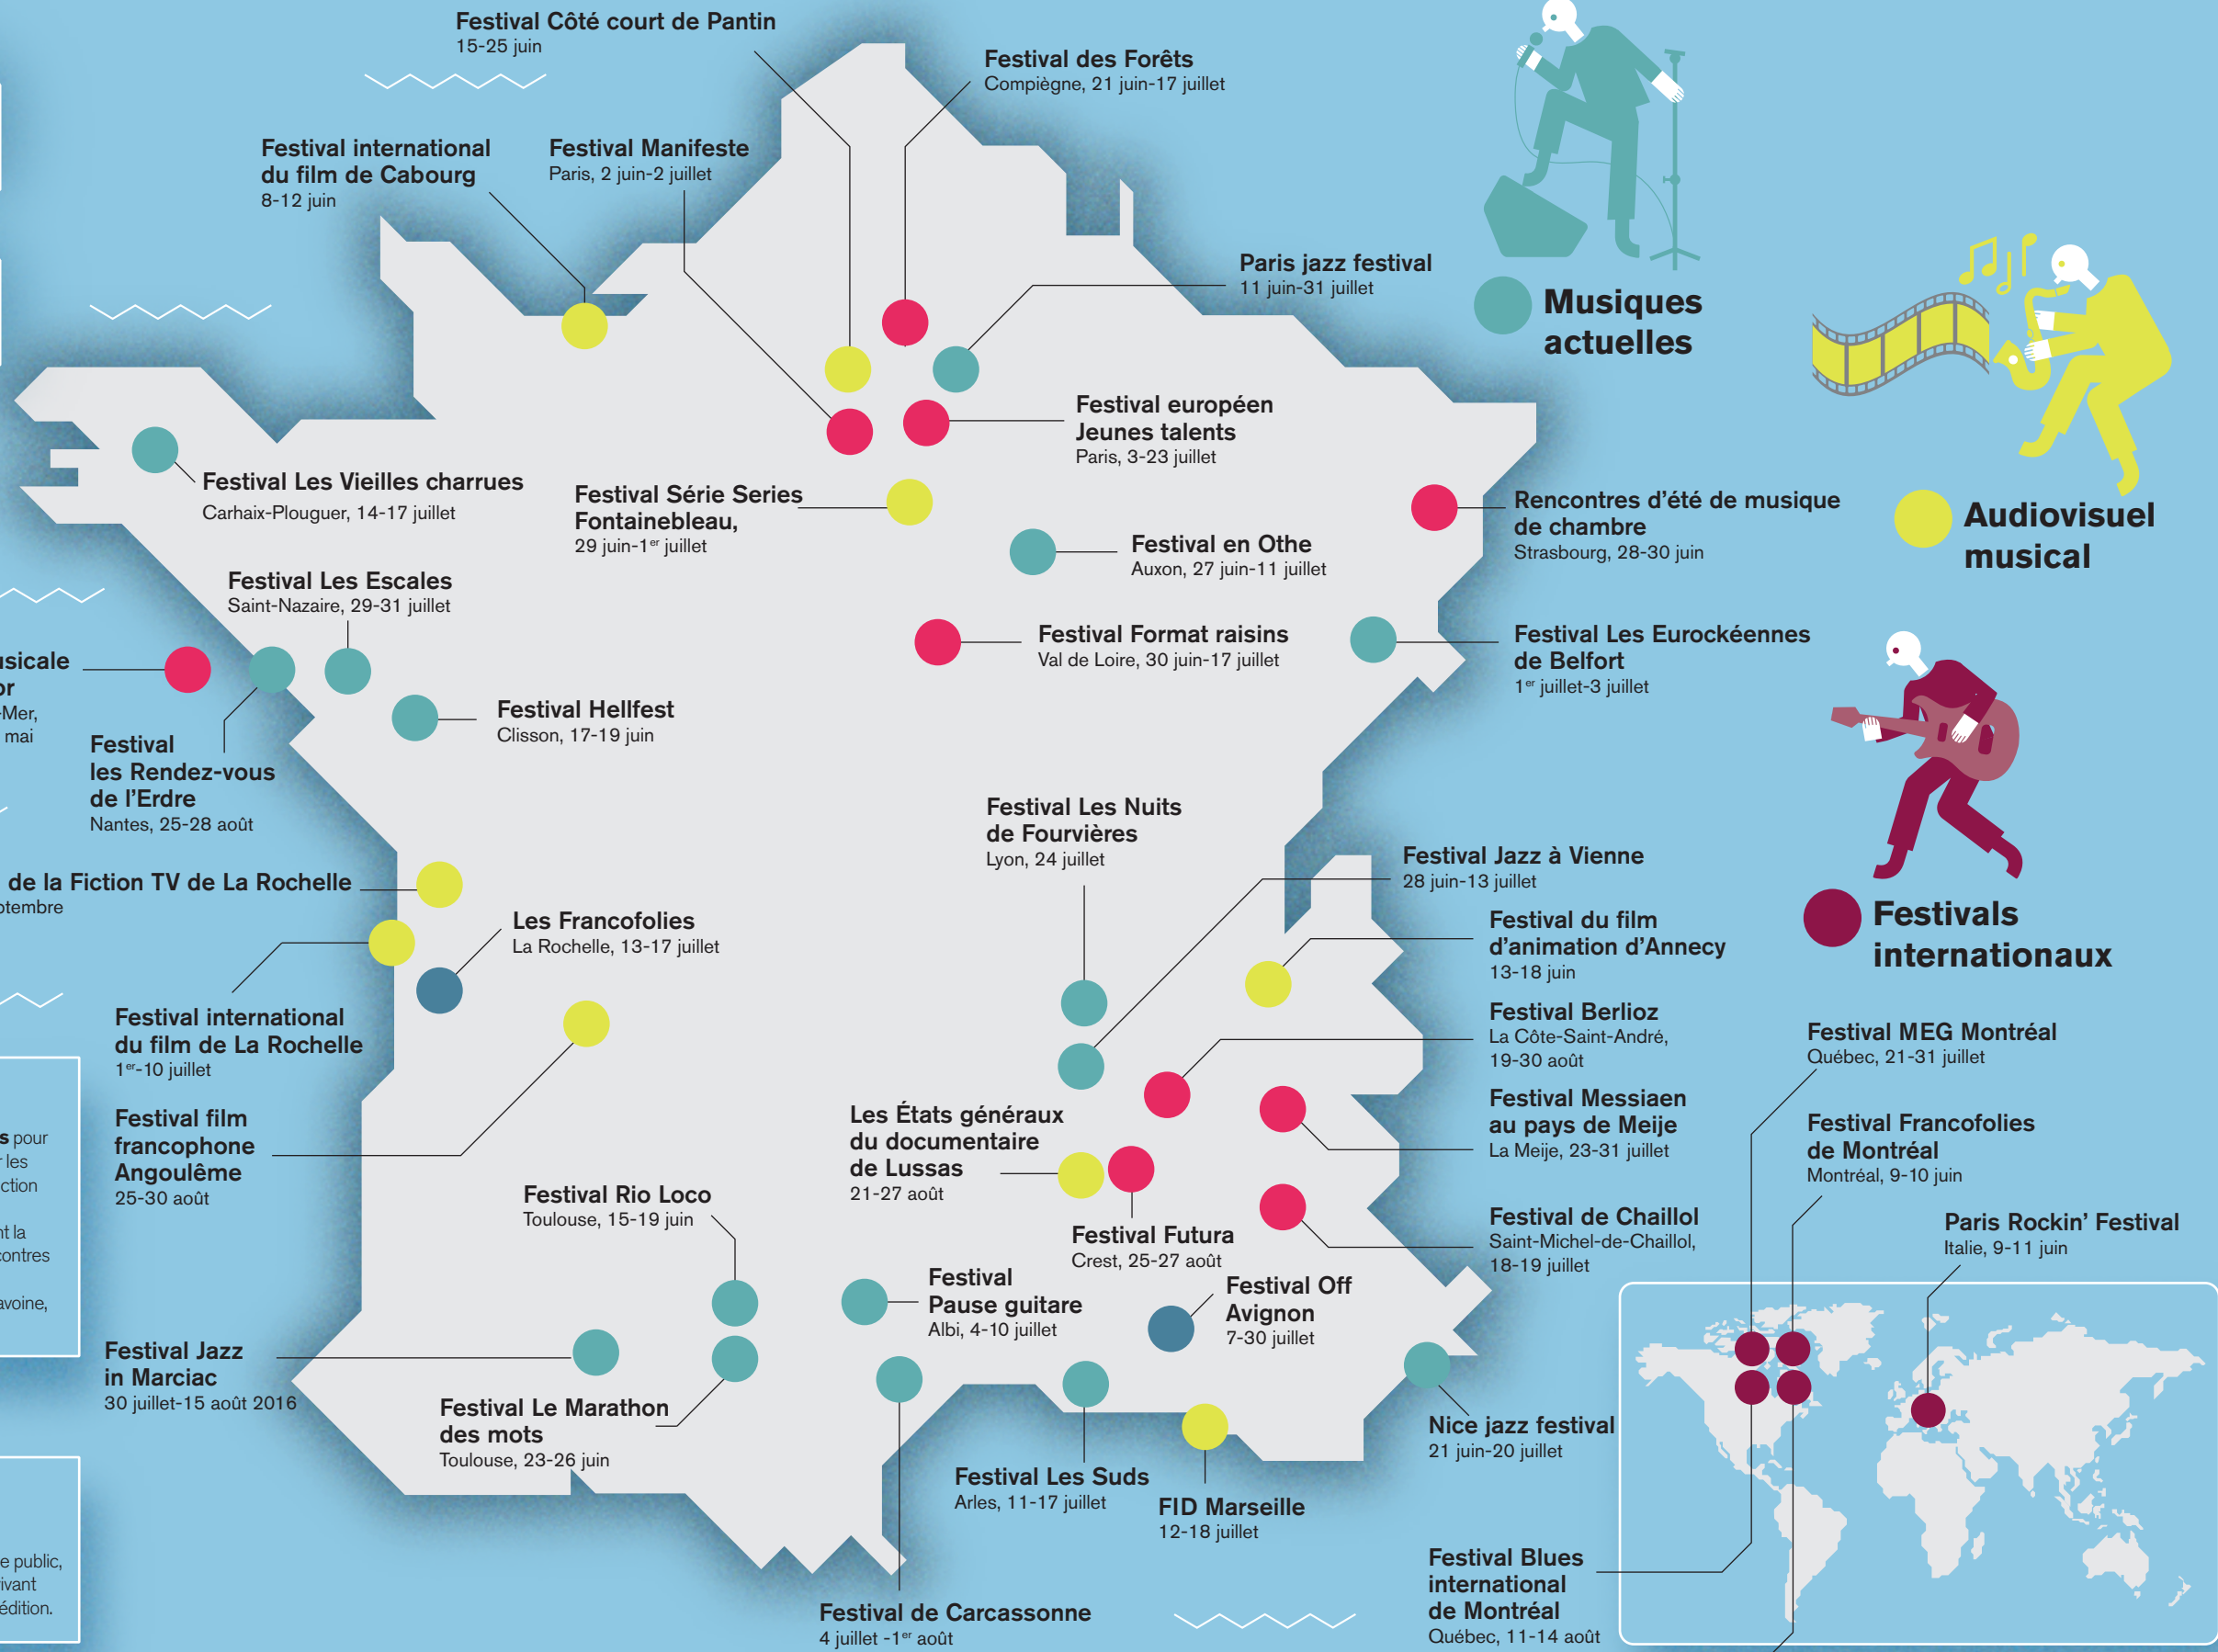 Festival Côté court de Pantin
15-25 juin
Festival des Forêts
Compiègne, 21 juin-17 juillet
Festival international
du film de Cabourg
8-12 juin
Festival Manifeste
Paris, 2 juin-2 juillet
Paris jazz festival
11 juin-31 juillet
Musiques
actuelles
Festival européen
Jeunes talents
Paris, 3-23 juillet
Festival Les Vieilles charrues
Carhaix-Plouguer, 14-17 juillet
Festival Série Series
Fontainebleau,
29 juin-1er juillet
Rencontres d’été de musique
de chambre
Strasbourg, 28-30 juin
Audiovisuel
musical
Festival en Othe
Auxon, 27 juin-11 juillet
Festival Les Escales
Saint-Nazaire, 29-31 juillet
Festival Format raisins
Val de Loire, 30 juin-17 juillet
Festival Les Eurockéennes
de Belfort
1er juillet-3 juillet
usicale
or
-Mer,
mai
Festival Hellfest
Clisson, 17-19 juin
Festival
les Rendez-vous
de l’Erdre
Nantes, 25-28 août
Festival Les Nuits
de Fourvières
Lyon, 24 juillet
de la Fiction TV de La Rochelle
ptembre
Festival Jazz à Vienne
28 juin-13 juillet
Les Francofolies
La Rochelle, 13-17 juillet
Festival du film
d’animation d’Annecy
13-18 juin
Festivals
internationaux
Festival international
du film de La Rochelle
1er-10 juillet
Festival Berlioz
La Côte-Saint-André,
19-30 août
Festival MEG Montréal
Québec, 21-31 juillet
Festival film
francophone
Angoulême
25-30 août
s pour
r les
ction
nt la
contres
avoine,
Les États généraux
du documentaire
de Lussas
21-27 août
Festival Messiaen
au pays de Meije
La Meije, 23-31 juillet
Festival Francofolies
de Montréal
Montréal, 9-10 juin
Festival Rio Loco
Toulouse, 15-19 juin
Festival Futura
Crest, 25-27 août
Festival de Chaillol
Saint-Michel-de-Chaillol,
18-19 juillet
Paris Rockin’ Festival
Italie, 9-11 juin
Festival
Pause guitare
Albi, 4-10 juillet
Festival Off
Avignon
7-30 juillet
Festival Jazz
in Marciac
30 juillet-15 août 2016
Festival Le Marathon
des mots
Toulouse, 23-26 juin
Nice jazz festival
21 juin-20 juillet
Festival Les Suds
Arles, 11-17 juillet
FID Marseille
12-18 juillet
e public,
ivant
édition.
Festival Blues
international
de Montréal
Québec, 11-14 août
Festival de Carcassonne
4 juillet -1er août